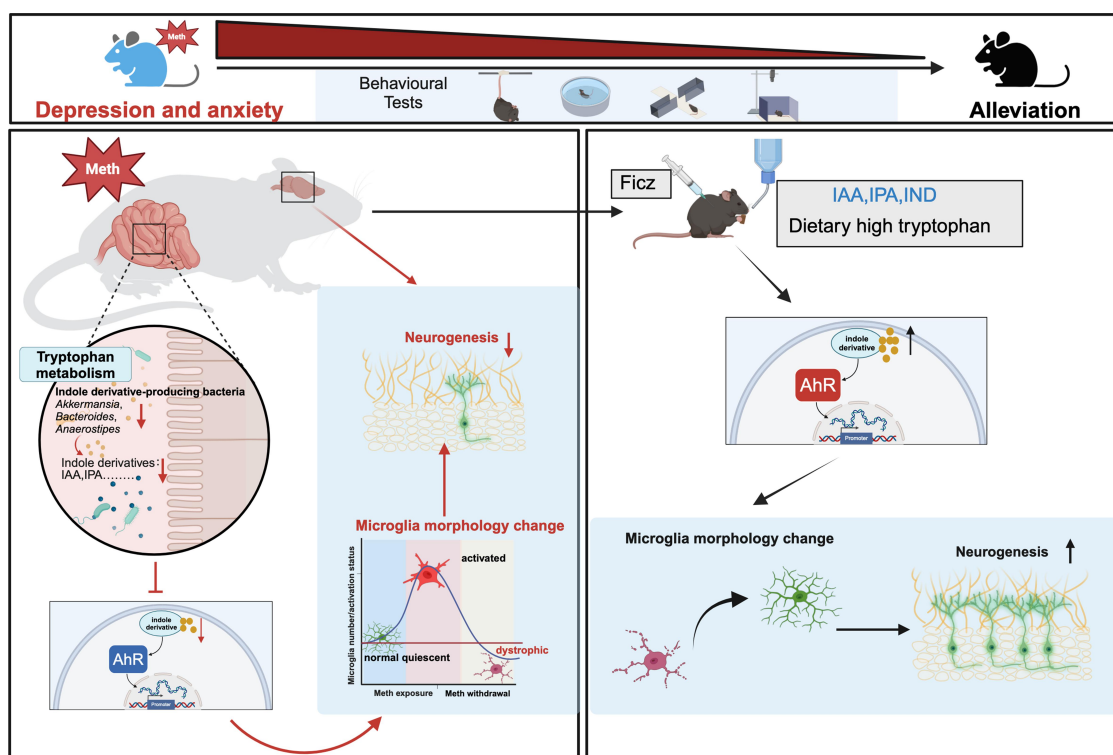 Meth
Depression and anxiety
Behavioural
Tests
Alleviation
Meth
Tryptophan
metabolism
Indole derivative-producing bacteria
Akkermansia,
Bacteroides,
Anaerostipes
Indole derivatives:
IAA,IPA........
indole
derivative
AhR
Promoter
Neurogenesis
Microglia morphology change
Microglia number/activation status
activated
normal quiescent
dystrophic
Meth exposure
Meth withdrawal
Ficz
IAA,IPA,IND
Dietary high tryptophan
indole
derivative
AhR
Promoter
Microglia morphology change
Neurogenesis